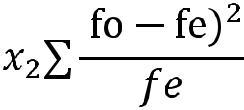 x₂∑ fo – fe)² / fe